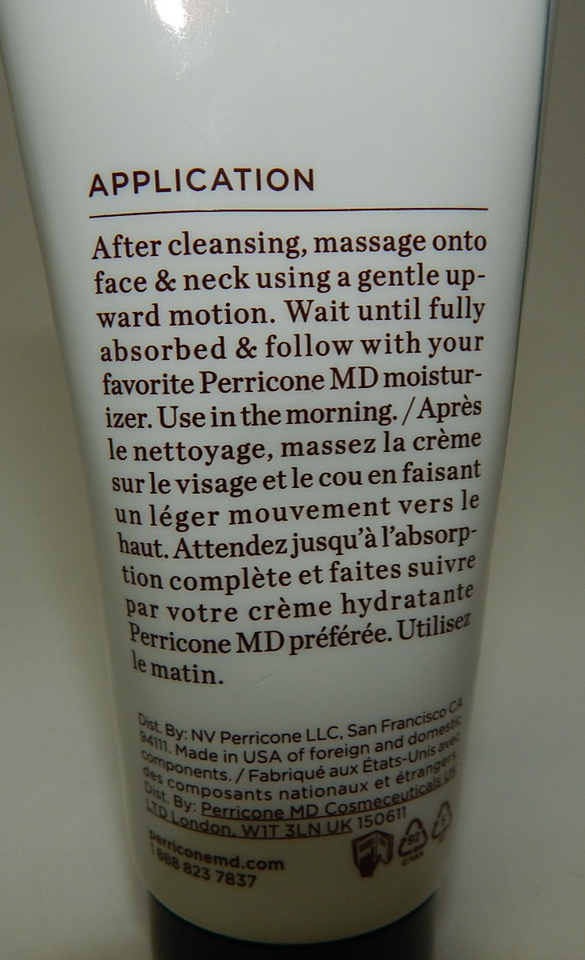 APPLICATION
After cleansing, massage onto
face & neck using a gentle up-
ward motion. Wait until fully
absorbed & follow with your
favorite Perricone MD moistur-
izer. Use in the morning. / Après
le nettoyage, massez la crème
sur le visage et le cou en faisant
un léger mouvement vers le
haut. Attendez jusqu'à l'absorp-
tion complète et faites suivre
par votre crème hydratante
Perricone MD préférée. Utilisez
le matin.
Dist. By: NV Perricone LLC, San Francisco CA
94111. Made in USA of foreign and domestic
components. / Fabriqué aux États-Unis avec
des composants nationaux et étrangers.
Dist. By: Perricone MD Cosmeceuticals UK
LTD London, W1T 3LN UK 150611
perriconemd.com
1 888 823 7837
92